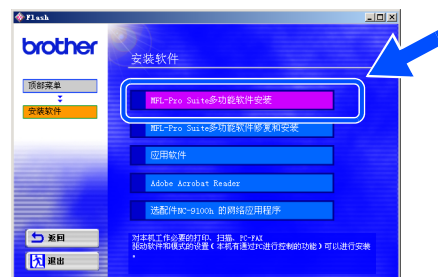 Flash
brother
安装软件
顶部菜单
安装软件
MFL-Pro Suite多功能软件安装
MFL-Pro Suite多功能软件修复和安装
应用软件
Adobe Acrobat Reader
选配件NC-9100h 的网络应用程序
返回
退出
对本机工作必要的打印、扫描、PC-FAX
驱动软件和模式的设置(本机有通过PC进行控制的功能)可以进行安装
。